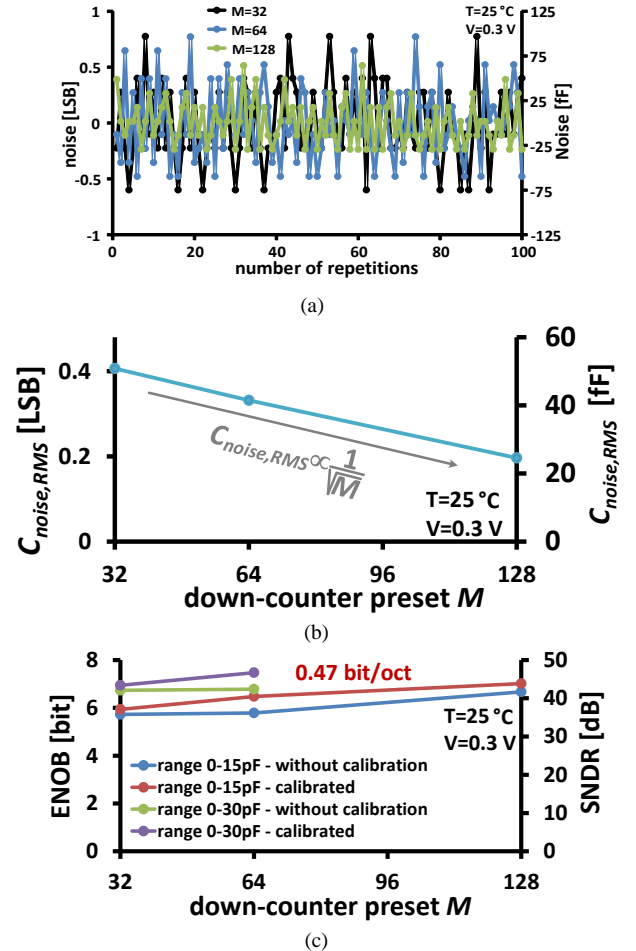 M=32
M=64
M=128
T=25 °C
V=0.3 V
noise [LSB]
1
0.5
0
-0.5
-1
Noise [fF]
125
75
25
-25
-75
-125
0 20 40 60 80 100
number of repetitions
(a)
C_noise,RMS [LSB]
0.4
0.2
0
C_noise,RMS [fF]
60
40
20
0
C_noise,RMS ∝ 1/√M
T=25 °C
V=0.3 V
32 64 96 128
down-counter preset M
(b)
ENOB [bit]
8
6
4
2
0
SNDR [dB]
50
40
30
20
10
0
0.47 bit/oct
T=25 °C
V=0.3 V
range 0-15pF - without calibration
range 0-15pF - calibrated
range 0-30pF - without calibration
range 0-30pF - calibrated
32 64 96 128
down-counter preset M
(c)